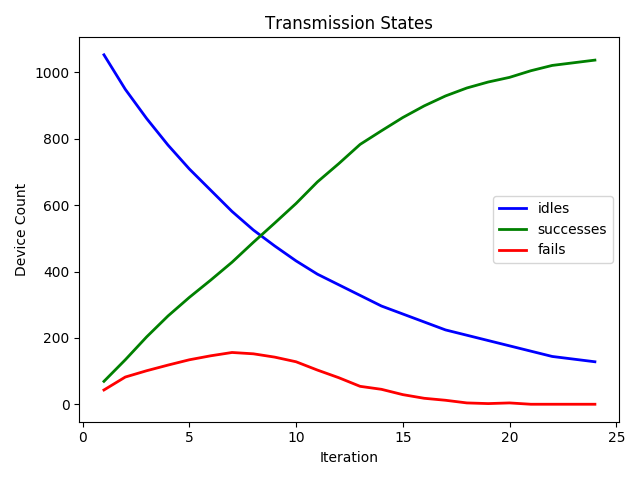 Transmission States
Device Count
1000
800
600
400
200
0
idles
successes
fails
0 5 10 15 20 25
Iteration